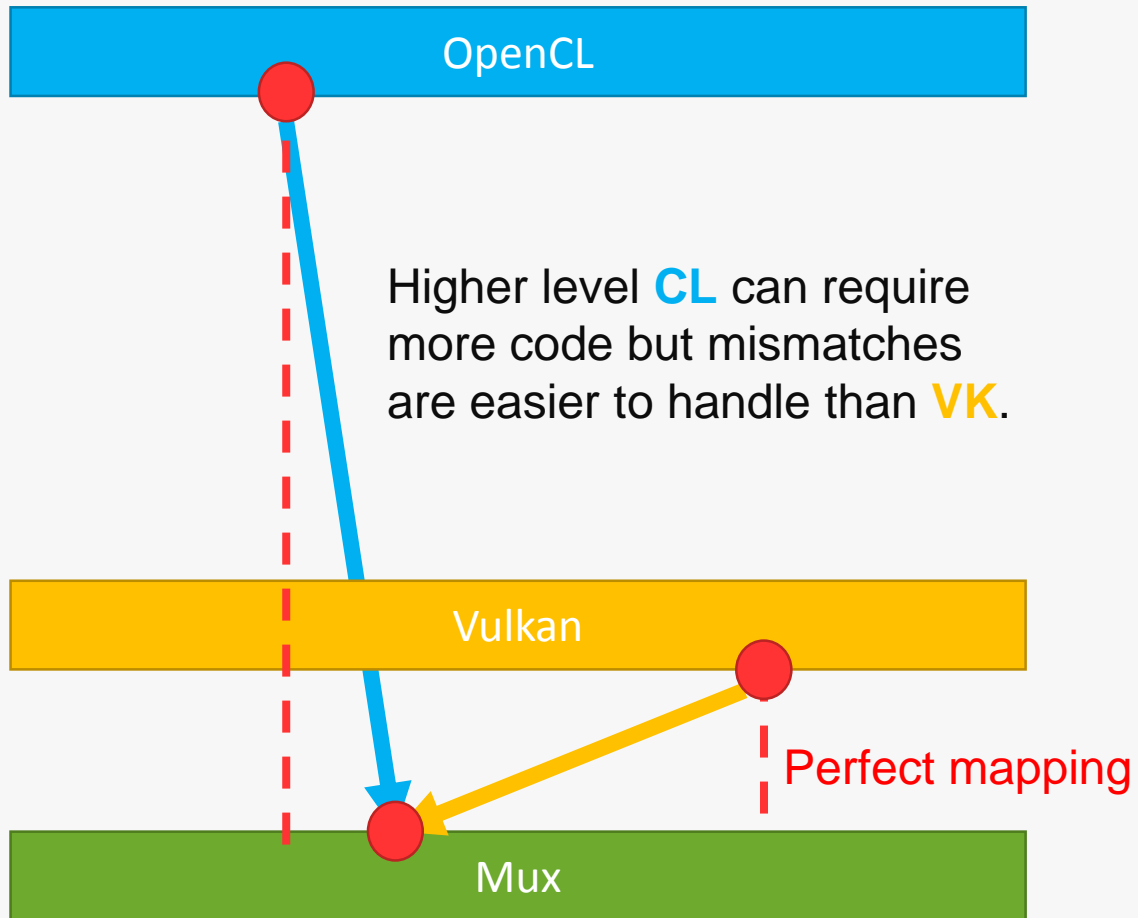 OpenCL
Higher level CL can require
more code but mismatches
are easier to handle than VK.
Vulkan
Perfect mapping
Mux